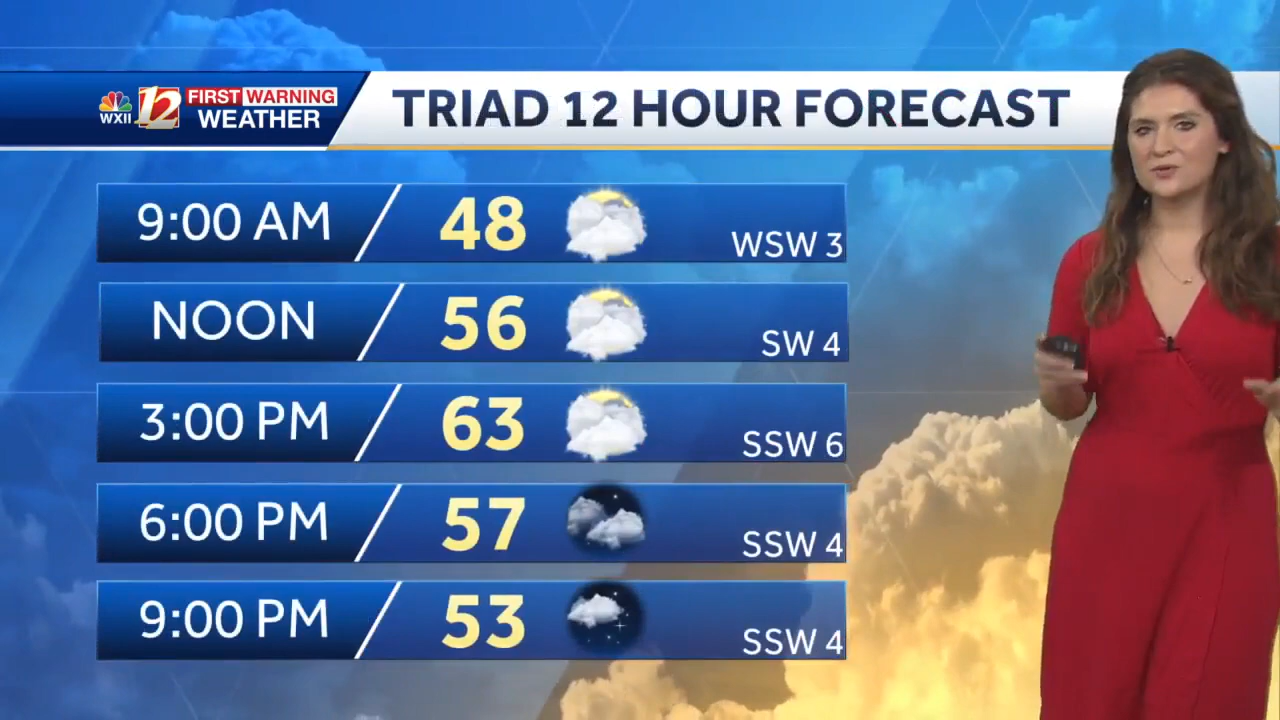 WXII 12 FIRST WARNING
WEATHER
TRIAD 12 HOUR FORECAST
9:00 AM 48 WSW 3
NOON 56 SW 4
3:00 PM 63 SSW 6
6:00 PM 57 SSW 4
9:00 PM 53 SSW 4